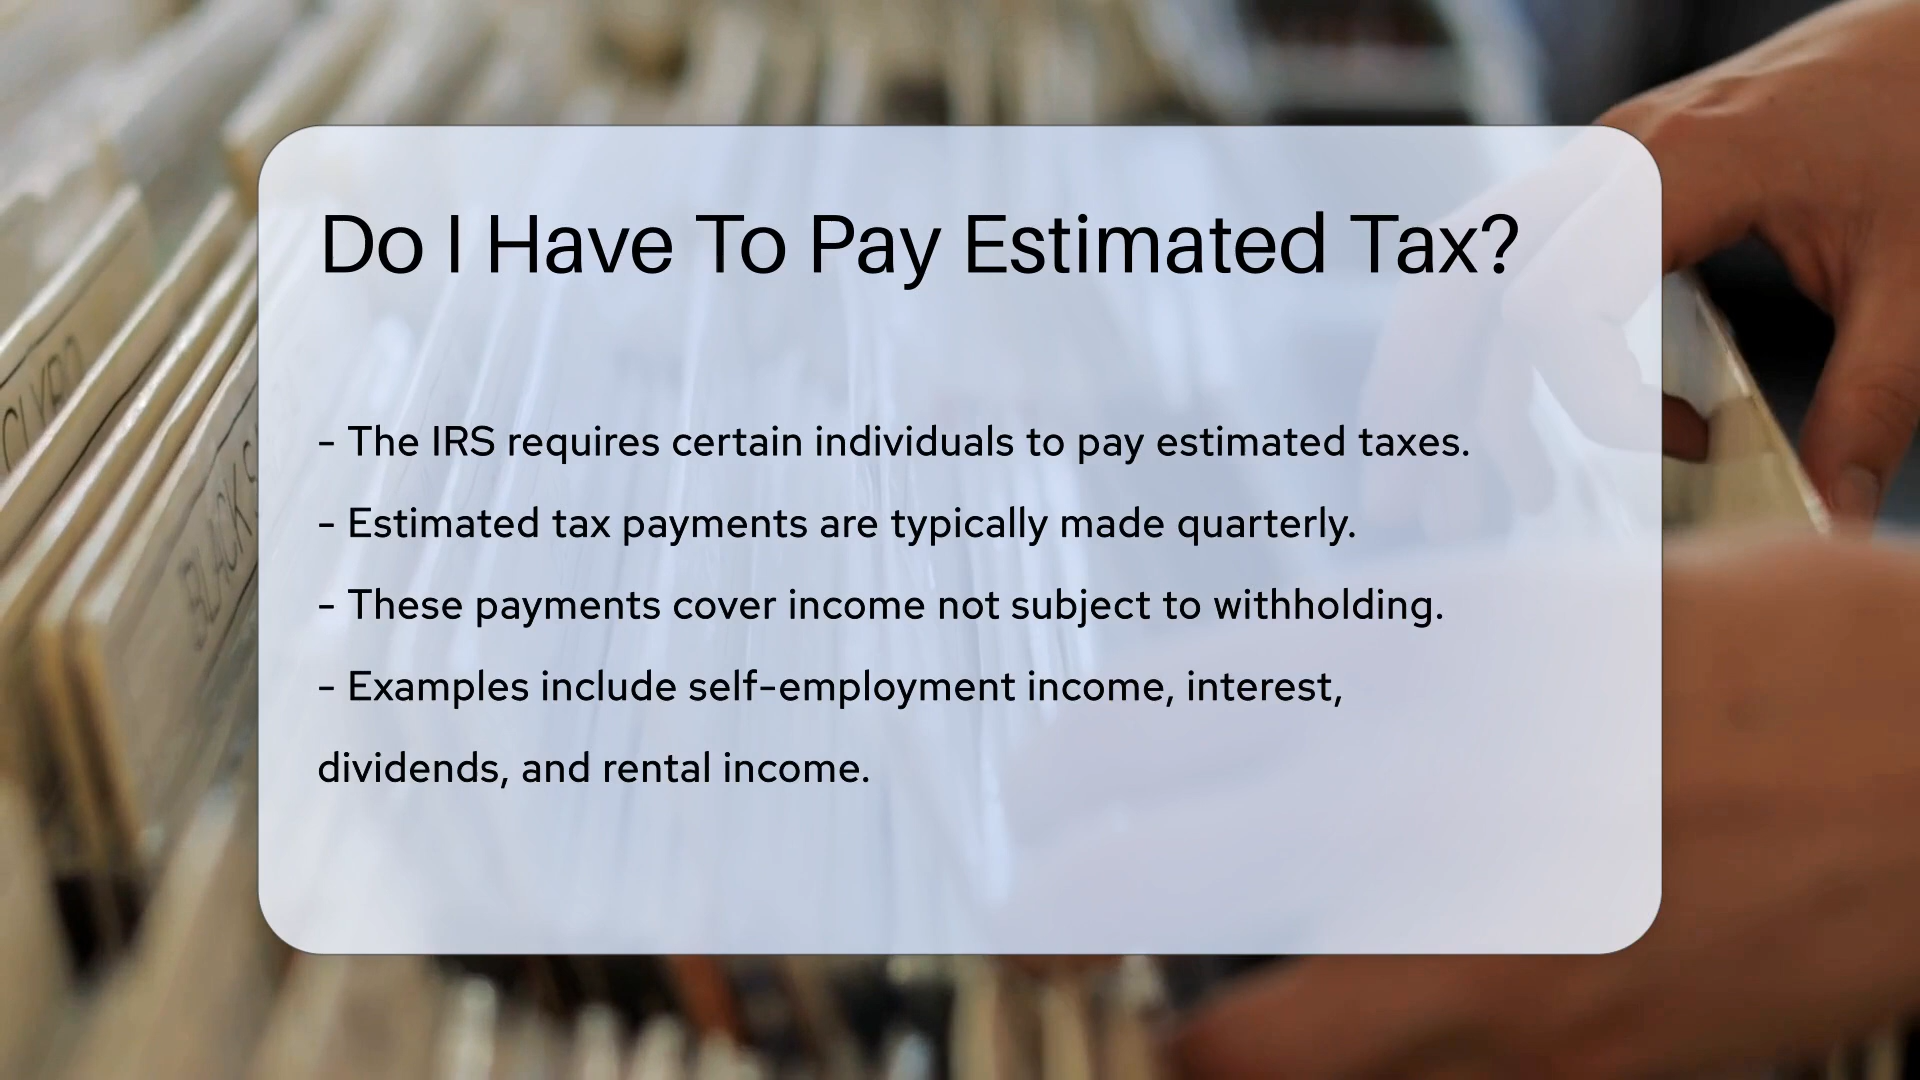 Do I Have To Pay Estimated Tax?
- The IRS requires certain individuals to pay estimated taxes.
- Estimated tax payments are typically made quarterly.
- These payments cover income not subject to withholding.
- Examples include self-employment income, interest,
dividends, and rental income.